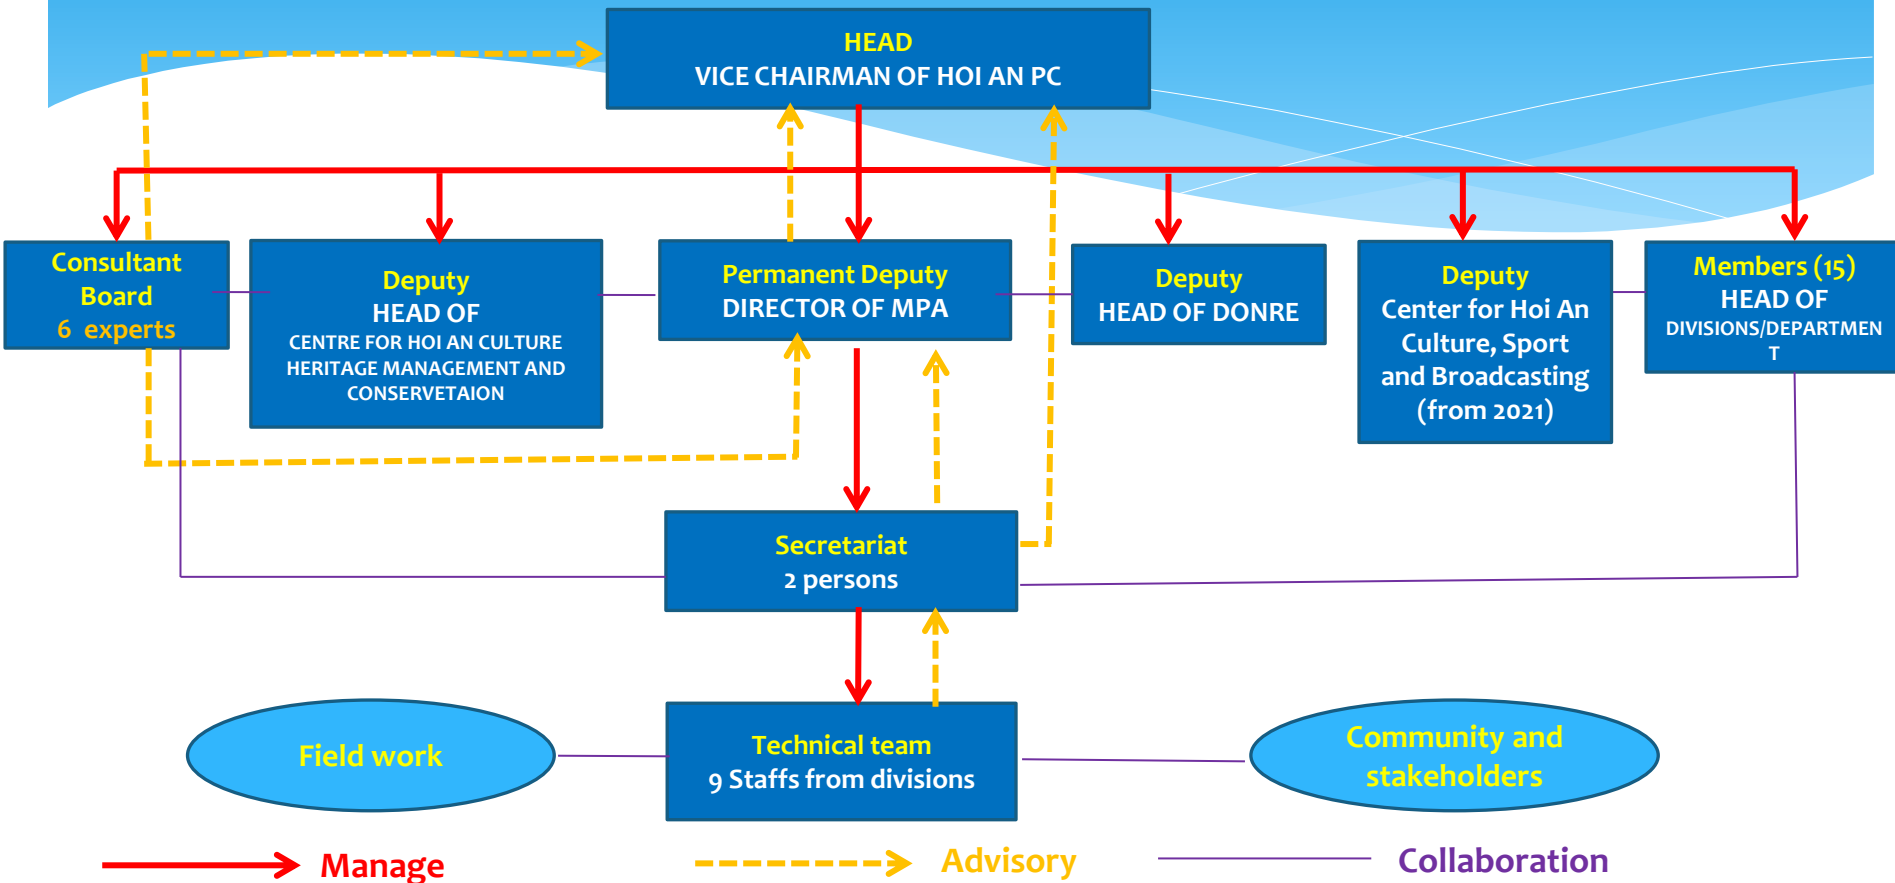 HEAD
VICE CHAIRMAN OF HOI AN PC
Consultant
Board
6 experts
Deputy
HEAD OF
CENTRE FOR HOI AN CULTURE
HERITAGE MANAGEMENT AND
CONSERVETAION
Permanent Deputy
DIRECTOR OF MPA
Deputy
HEAD OF DONRE
Deputy
Center for Hoi An
Culture, Sport
and Broadcasting
(from 2021)
Members (15)
HEAD OF
DIVISIONS/DEPARTMEN
T
Secretariat
2 persons
Field work
Technical team
9 Staffs from divisions
Community and
stakeholders
Manage
Advisory
Collaboration